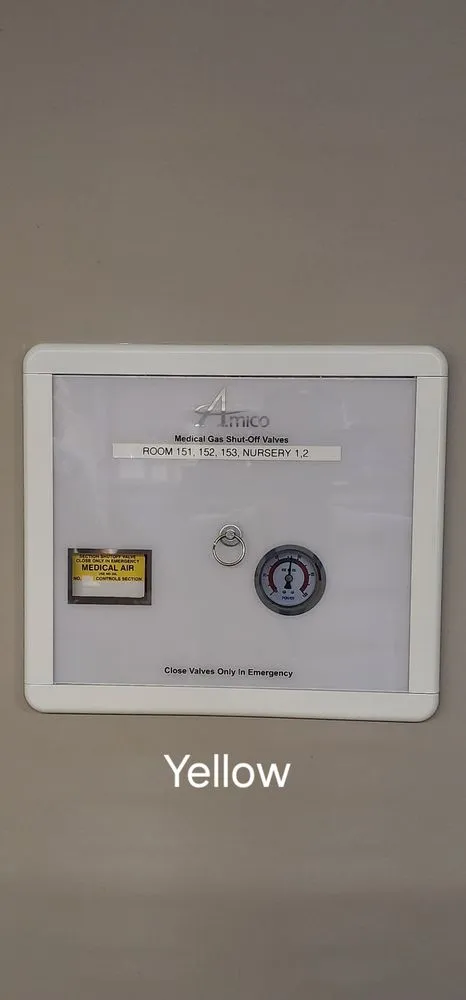 Amico
Medical Gas Shut-Off Valves
ROOM 151, 152, 153, NURSERY 1,2
SECTION SHUTOFF VALVE
CLOSE ONLY IN EMERGENCY
MEDICAL AIR
NO. CONTROLS SECTION
Close Valves Only In Emergency
Yellow